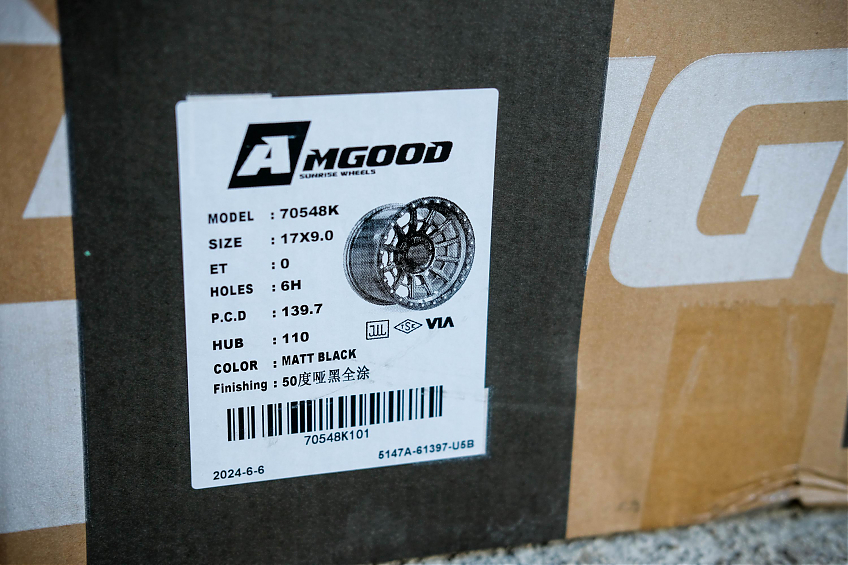 AMGOOD
SUNRISE WHEELS
MODEL : 70548K
SIZE : 17X9.0
ET : 0
HOLES : 6H
P.C.D : 139.7
HUB : 110
COLOR : MATT BLACK
Finishing : 50度哑黑全涂
JWL TSE VIA
70548K101
5147A-61397-U5B
2024-6-6